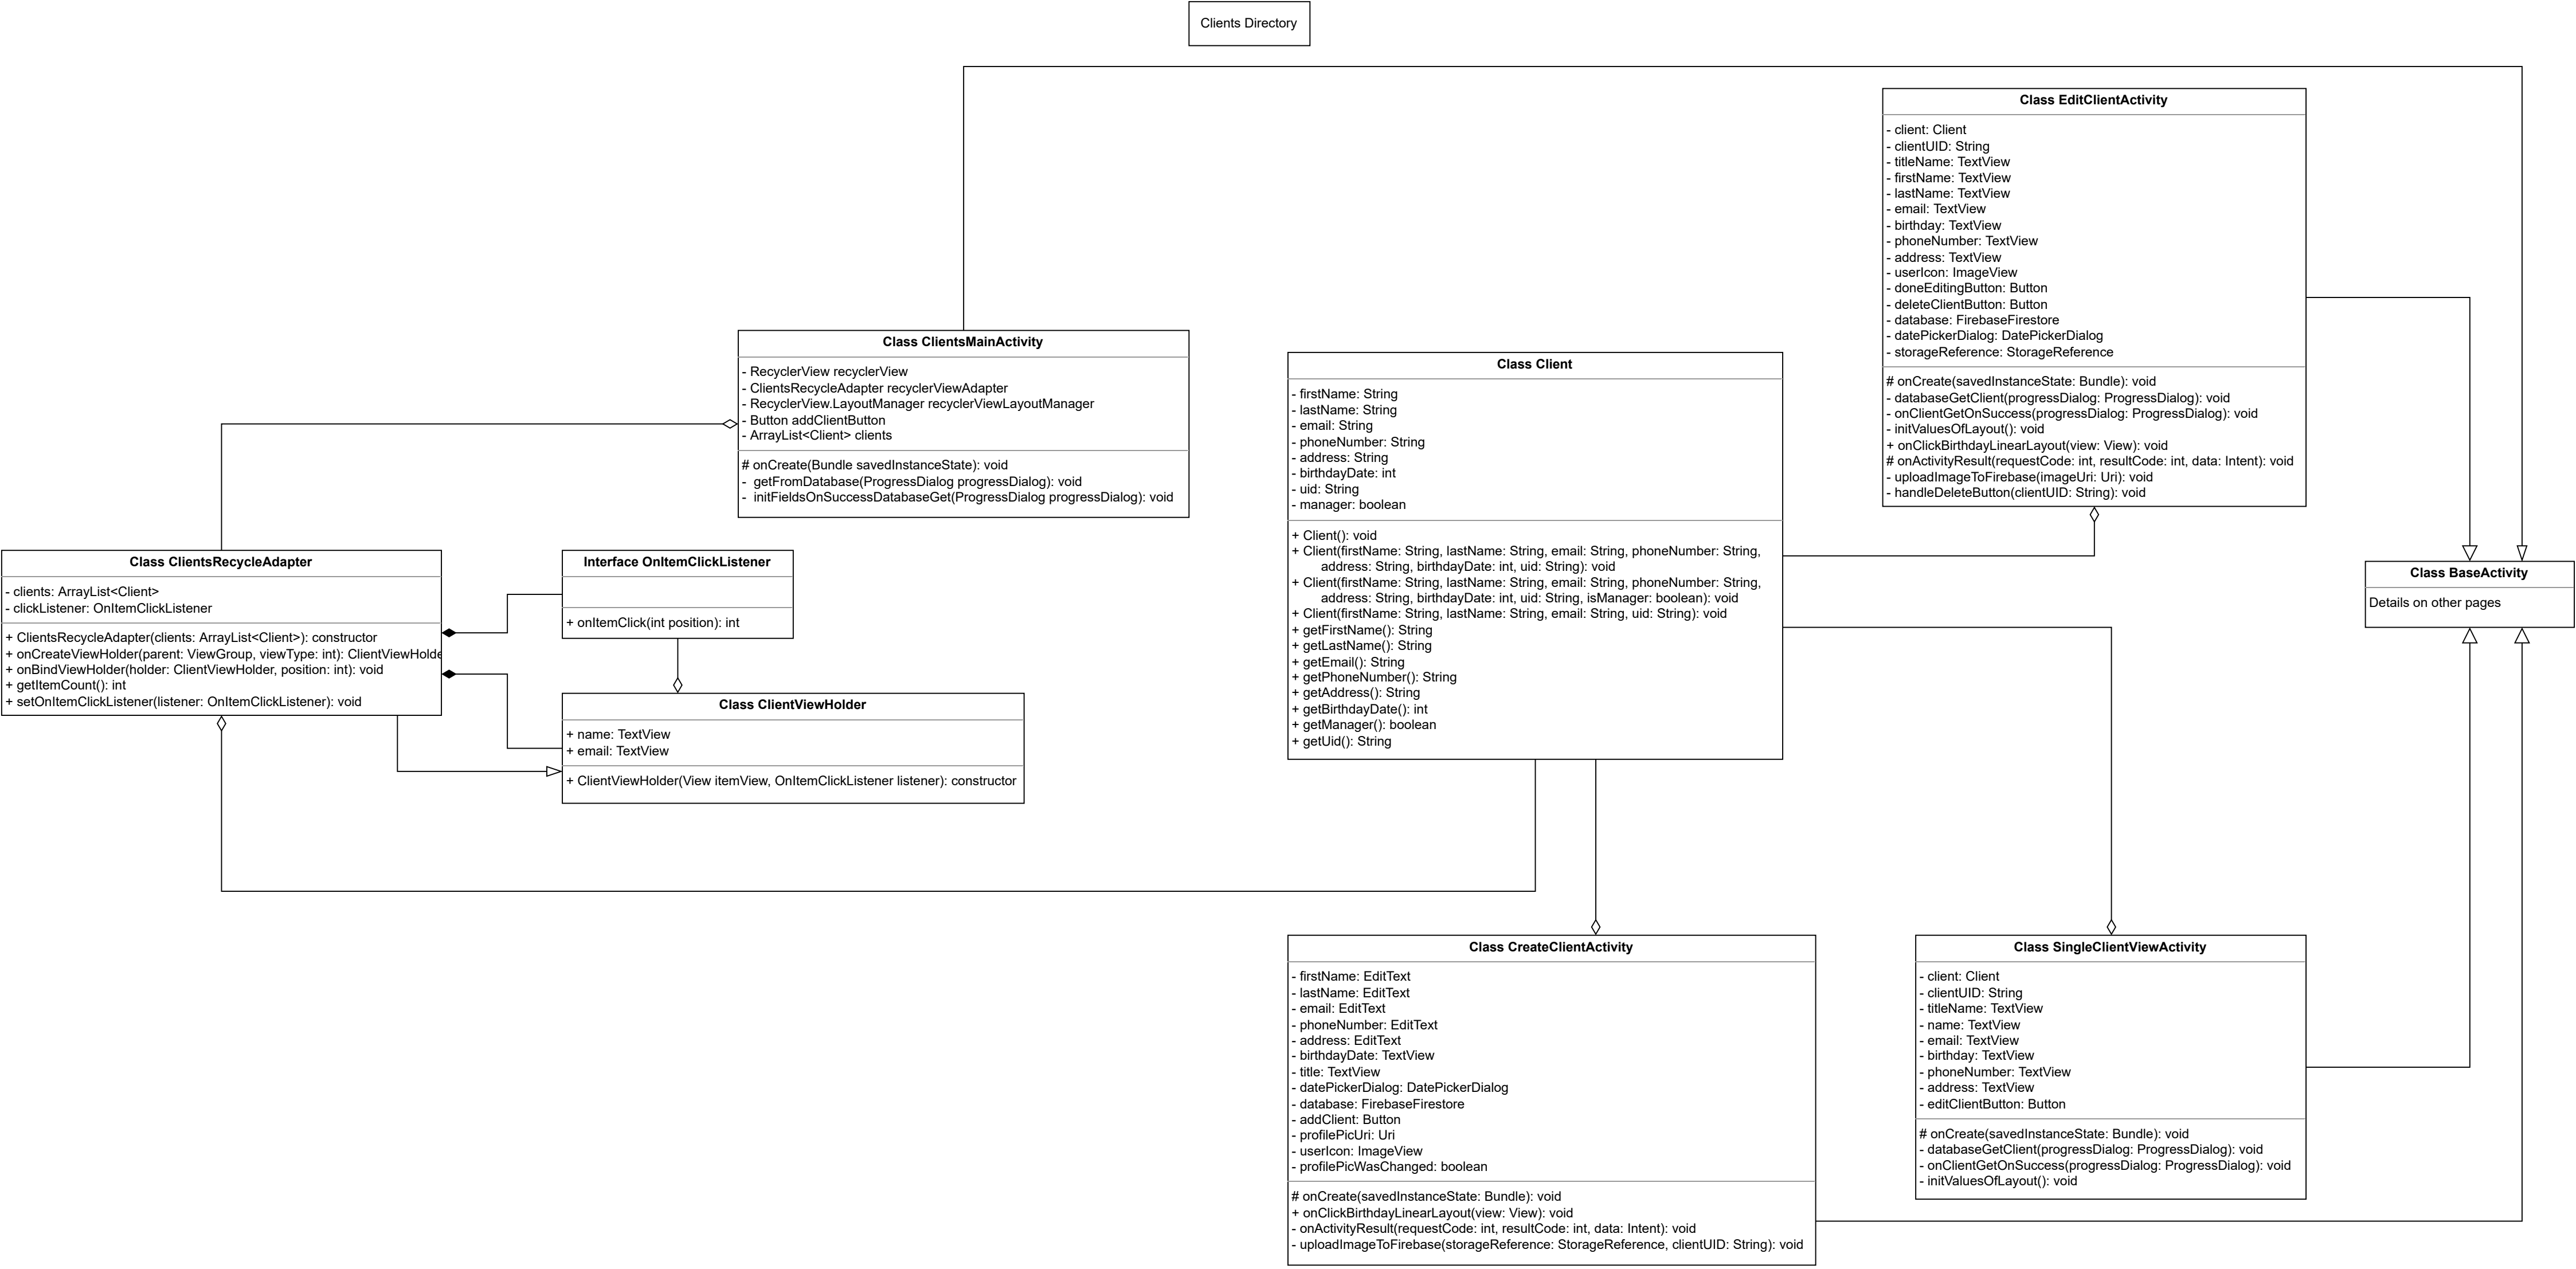 Clients Directory
Class EditClientActivity
- client: Client
- clientUID: String
- titleName: TextView
- firstName: TextView
- lastName: TextView
- email: TextView
- birthday: TextView
- phoneNumber: TextView
- address: TextView
- userIcon: ImageView
- doneEditingButton: Button
- deleteClientButton: Button
- database: FirebaseFirestore
- datePickerDialog: DatePickerDialog
- storageReference: StorageReference
# onCreate(savedInstanceState: Bundle): void
- databaseGetClient(progressDialog: ProgressDialog): void
- onClientGetOnSuccess(progressDialog: ProgressDialog): void
- initValuesOfLayout(): void
+ onClickBirthdayLinearLayout(view: View): void
# onActivityResult(requestCode: int, resultCode: int, data: Intent): void
- uploadImageToFirebase(imageUri: Uri): void
- handleDeleteButton(clientUID: String): void
Class ClientsMainActivity
- RecyclerView recyclerView
- ClientsRecycleAdapter recyclerViewAdapter
- RecyclerView.LayoutManager recyclerViewLayoutManager
- Button addClientButton
- ArrayList<Client> clients
# onCreate(Bundle savedInstanceState): void
-  getFromDatabase(ProgressDialog progressDialog): void
-  initFieldsOnSuccessDatabaseGet(ProgressDialog progressDialog): void
Class Client
- firstName: String
- lastName: String
- email: String
- phoneNumber: String
- address: String
- birthdayDate: int
- uid: String
- manager: boolean
+ Client(): void
+ Client(firstName: String, lastName: String, email: String, phoneNumber: String,
address: String, birthdayDate: int, uid: String): void
+ Client(firstName: String, lastName: String, email: String, phoneNumber: String,
address: String, birthdayDate: int, uid: String, isManager: boolean): void
+ Client(firstName: String, lastName: String, email: String, uid: String): void
+ getFirstName(): String
+ getLastName(): String
+ getEmail(): String
+ getPhoneNumber(): String
+ getAddress(): String
+ getBirthdayDate(): int
+ getManager(): boolean
+ getUid(): String
Class ClientsRecycleAdapter
- clients: ArrayList<Client>
- clickListener: OnItemClickListener
+ ClientsRecycleAdapter(clients: ArrayList<Client>): constructor
+ onCreateViewHolder(parent: ViewGroup, viewType: int): ClientViewHolde
+ onBindViewHolder(holder: ClientViewHolder, position: int): void
+ getItemCount(): int
+ setOnItemClickListener(listener: OnItemClickListener): void
Interface OnItemClickListener
+ onItemClick(int position): int
Class ClientViewHolder
+ name: TextView
+ email: TextView
+ ClientViewHolder(View itemView, OnItemClickListener listener): constructor
Class BaseActivity
Details on other pages
Class CreateClientActivity
- firstName: EditText
- lastName: EditText
- email: EditText
- phoneNumber: EditText
- address: EditText
- birthdayDate: TextView
- title: TextView
- datePickerDialog: DatePickerDialog
- database: FirebaseFirestore
- addClient: Button
- profilePicUri: Uri
- userIcon: ImageView
- profilePicWasChanged: boolean
# onCreate(savedInstanceState: Bundle): void
+ onClickBirthdayLinearLayout(view: View): void
- onActivityResult(requestCode: int, resultCode: int, data: Intent): void
- uploadImageToFirebase(storageReference: StorageReference, clientUID: String): void
Class SingleClientViewActivity
- client: Client
- clientUID: String
- titleName: TextView
- name: TextView
- email: TextView
- birthday: TextView
- phoneNumber: TextView
- address: TextView
- editClientButton: Button
# onCreate(savedInstanceState: Bundle): void
- databaseGetClient(progressDialog: ProgressDialog): void
- onClientGetOnSuccess(progressDialog: ProgressDialog): void
- initValuesOfLayout(): void